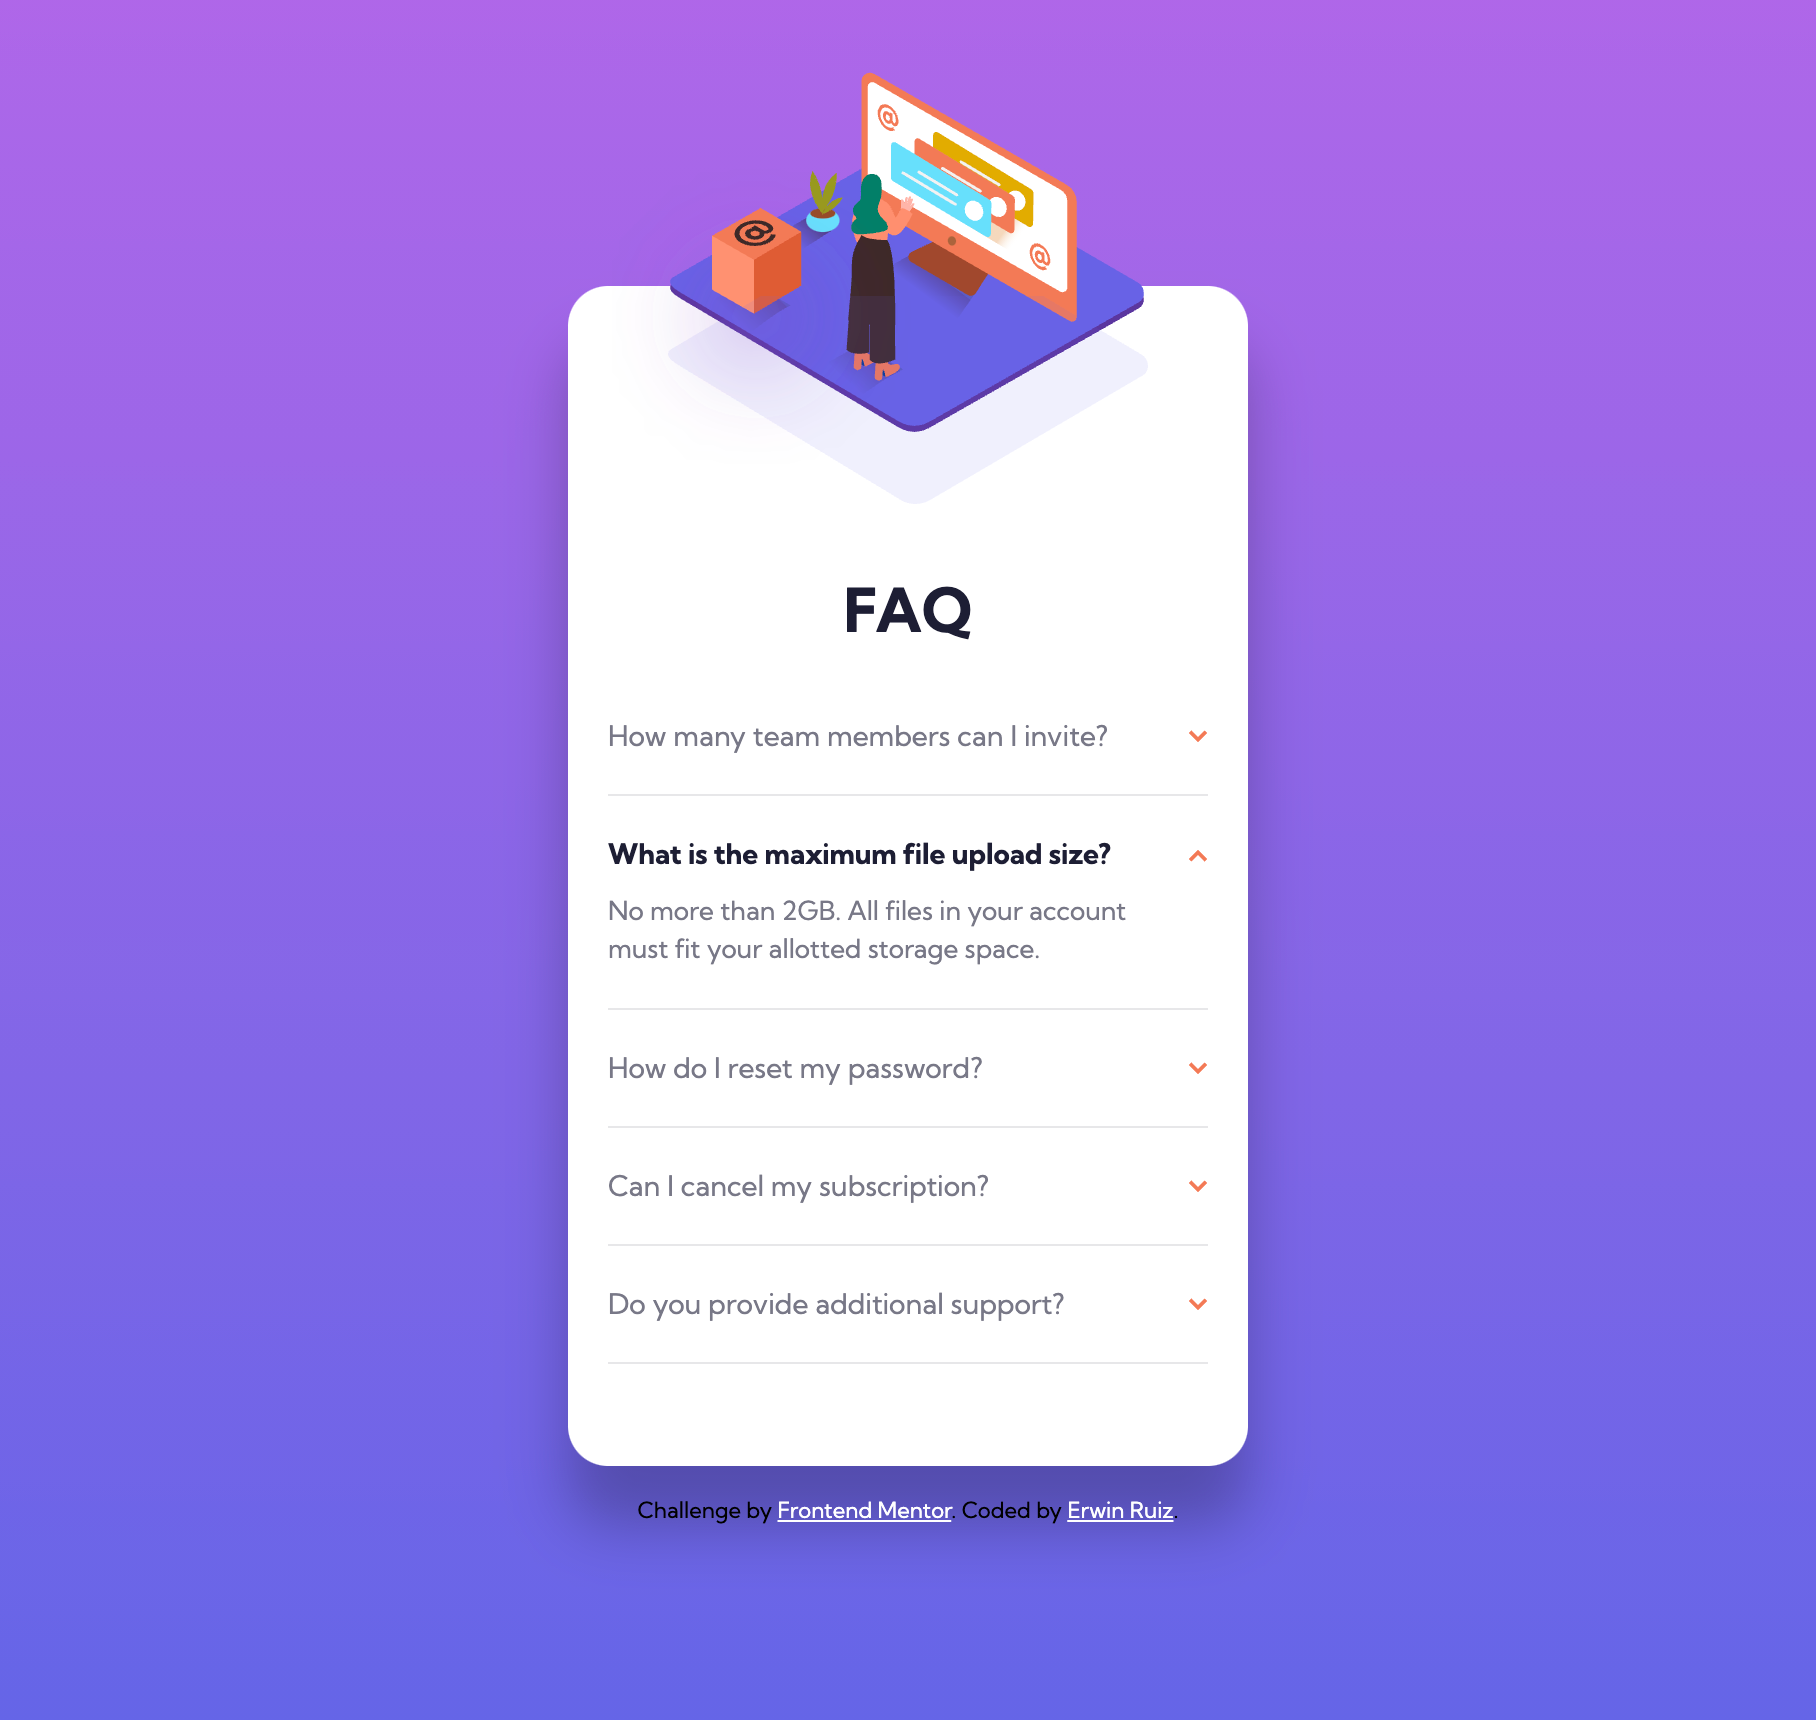 @
@
@
FAQ
How many team members can I invite?
What is the maximum file upload size?
No more than 2GB. All files in your account
must fit your allotted storage space.
How do I reset my password?
Can I cancel my subscription?
Do you provide additional support?
Challenge by Frontend Mentor. Coded by Erwin Ruiz.